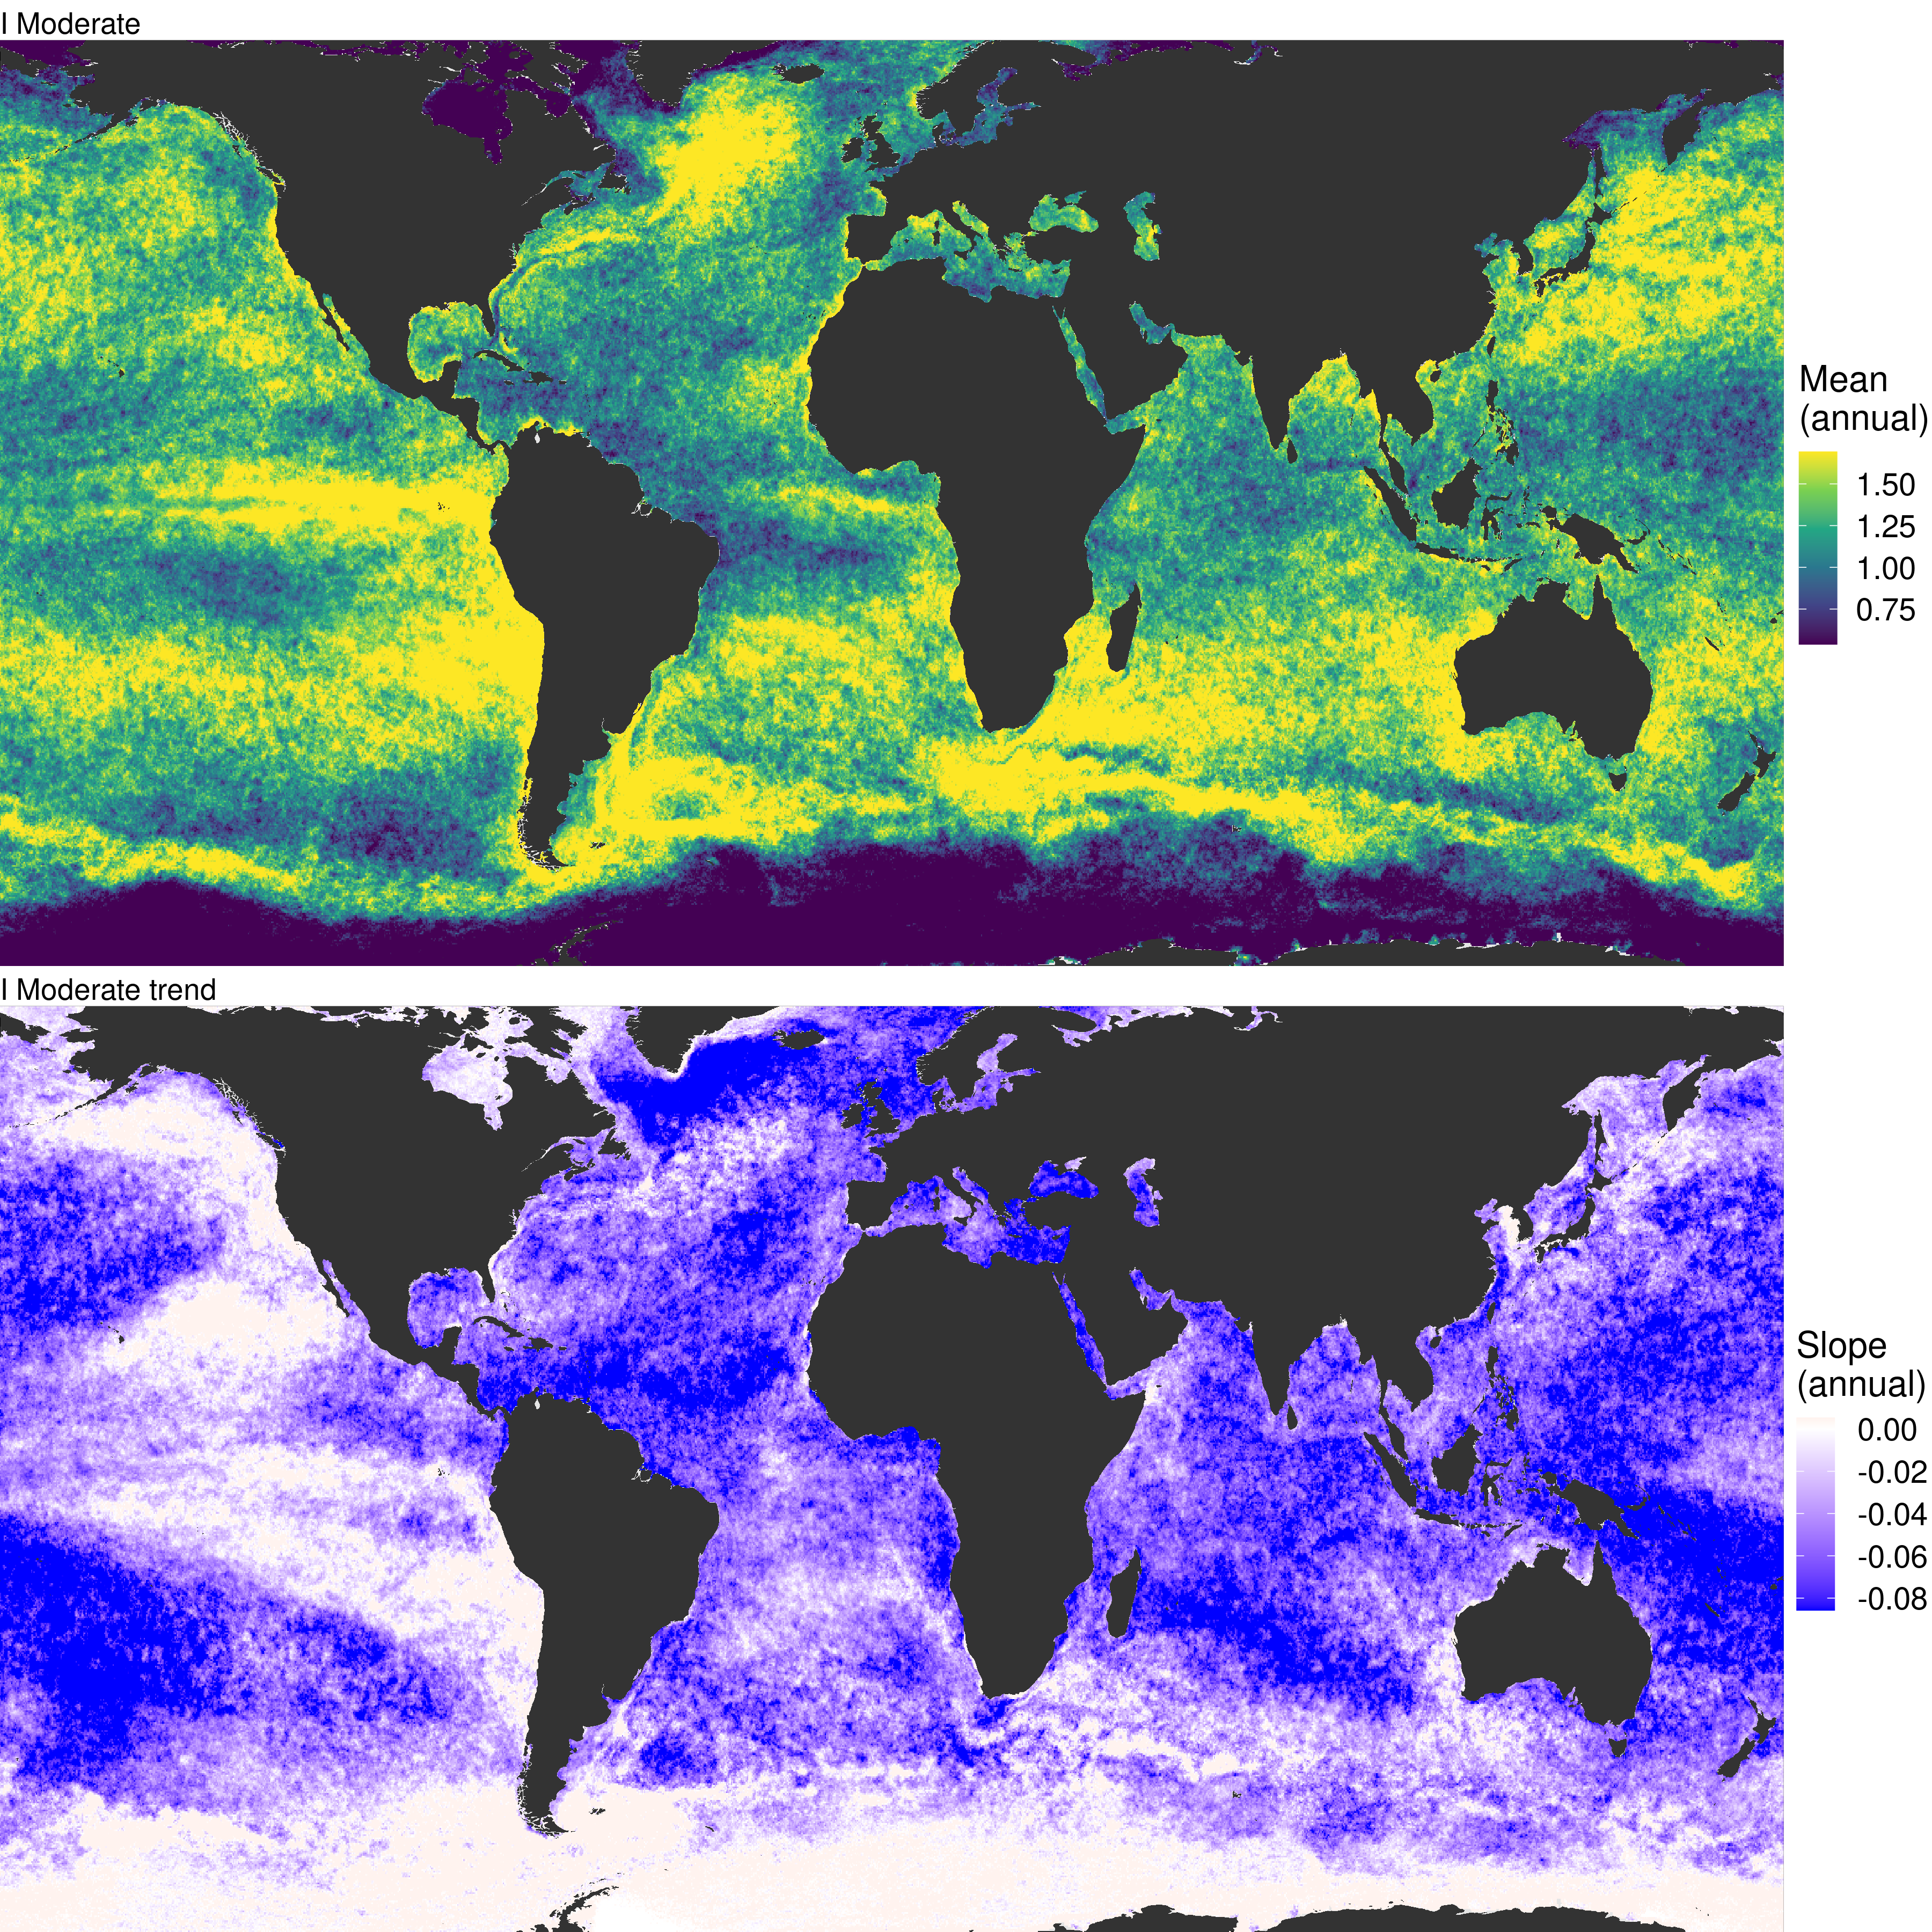 I Moderate
Mean
(annual)
1.50
1.25
1.00
0.75
I Moderate trend
Slope
(annual)
0.00
-0.02
-0.04
-0.06
-0.08